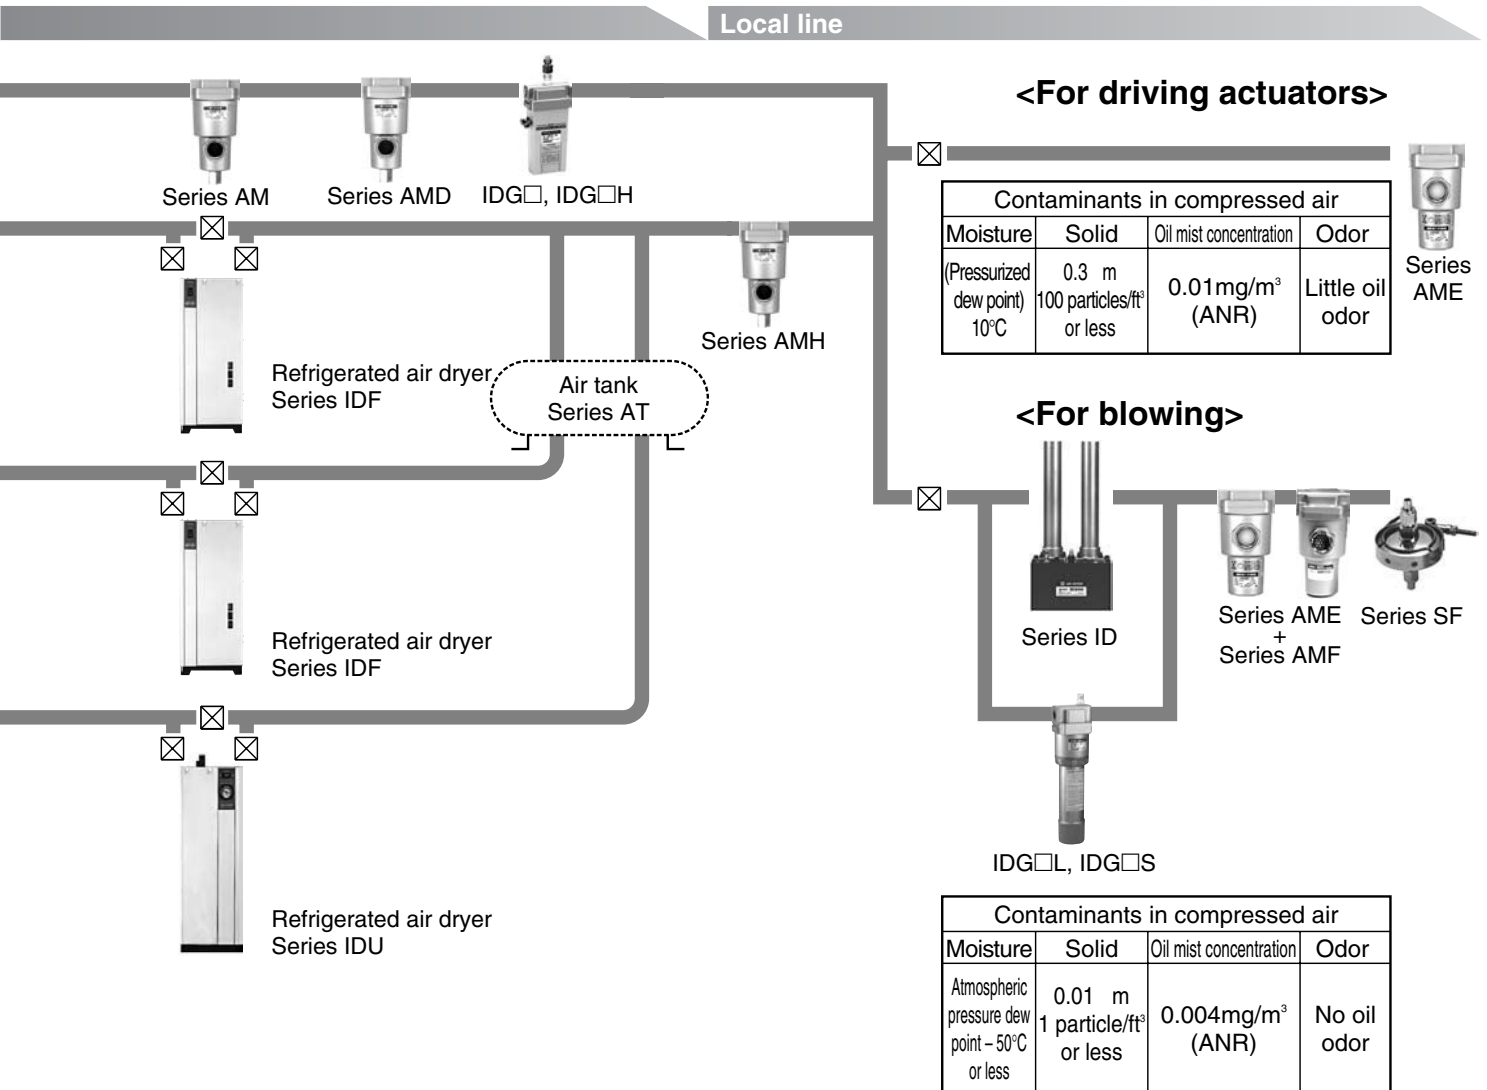 Local line
<For driving actuators>
Series AM
Series AMD
IDG□, IDG□H
Contaminants in compressed air
Moisture Solid Oil mist concentration Odor
(Pressurized
dew point)
10°C
0.3 m
100 particles/ft³
or less
0.01mg/m³
(ANR)
Little oil
odor
Series
AME
Series AMH
Refrigerated air dryer
Series IDF
Air tank
Series AT
<For blowing>
Series ID
Series AME
+
Series AMF
Series SF
Refrigerated air dryer
Series IDF
IDG□L, IDG□S
Refrigerated air dryer
Series IDU
Contaminants in compressed air
Moisture Solid Oil mist concentration Odor
Atmospheric
pressure dew
point – 50°C
or less
0.01 m
1 particle/ft³
or less
0.004mg/m³
(ANR)
No oil
odor